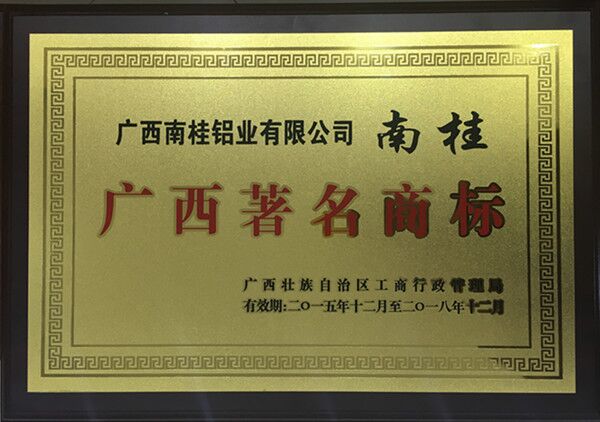 广西南桂铝业有限公司 南桂
广西著名商标
广西壮族自治区工商行政管理局
有效期:二〇一五年十二月至二〇一八年十二月